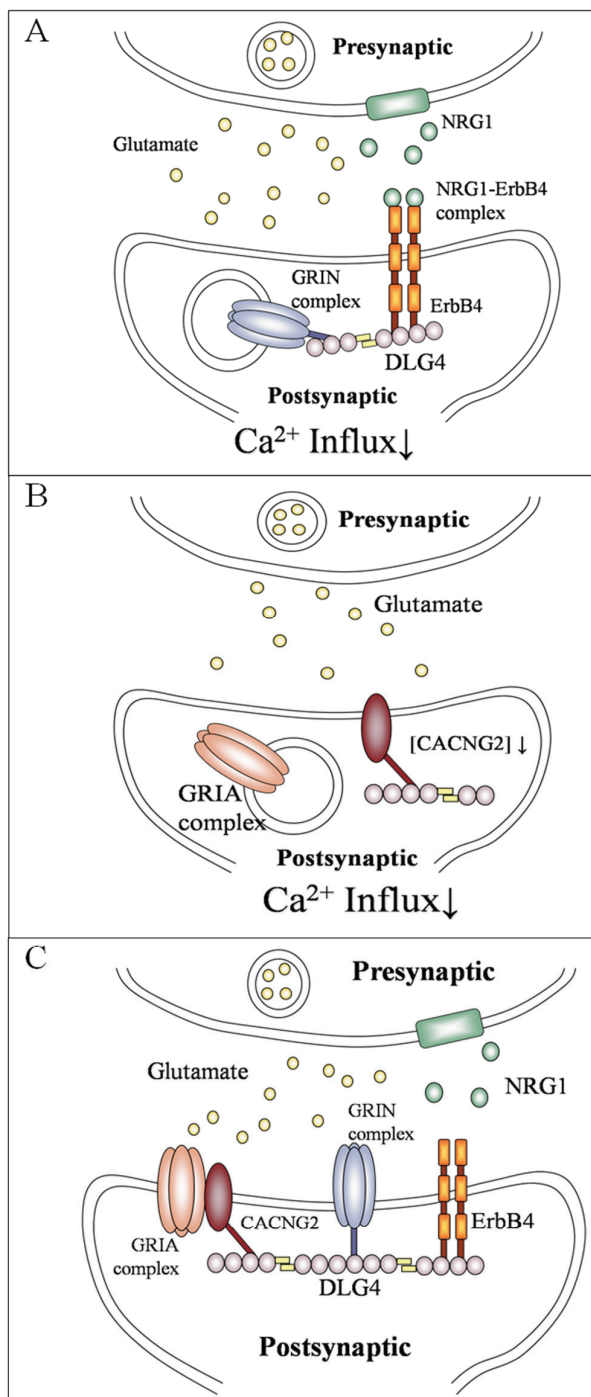 A
Presynaptic
NRG1
Glutamate
NRG1-ErbB4
complex
GRIN
complex
ErbB4
DLG4
Postsynaptic
Ca²⁺ Influx↓
B
Presynaptic
Glutamate
[CACNG2] ↓
GRIA
complex
Postsynaptic
Ca²⁺ Influx↓
C
Presynaptic
Glutamate
NRG1
GRIN
complex
CACNG2
ErbB4
GRIA
complex
DLG4
Postsynaptic